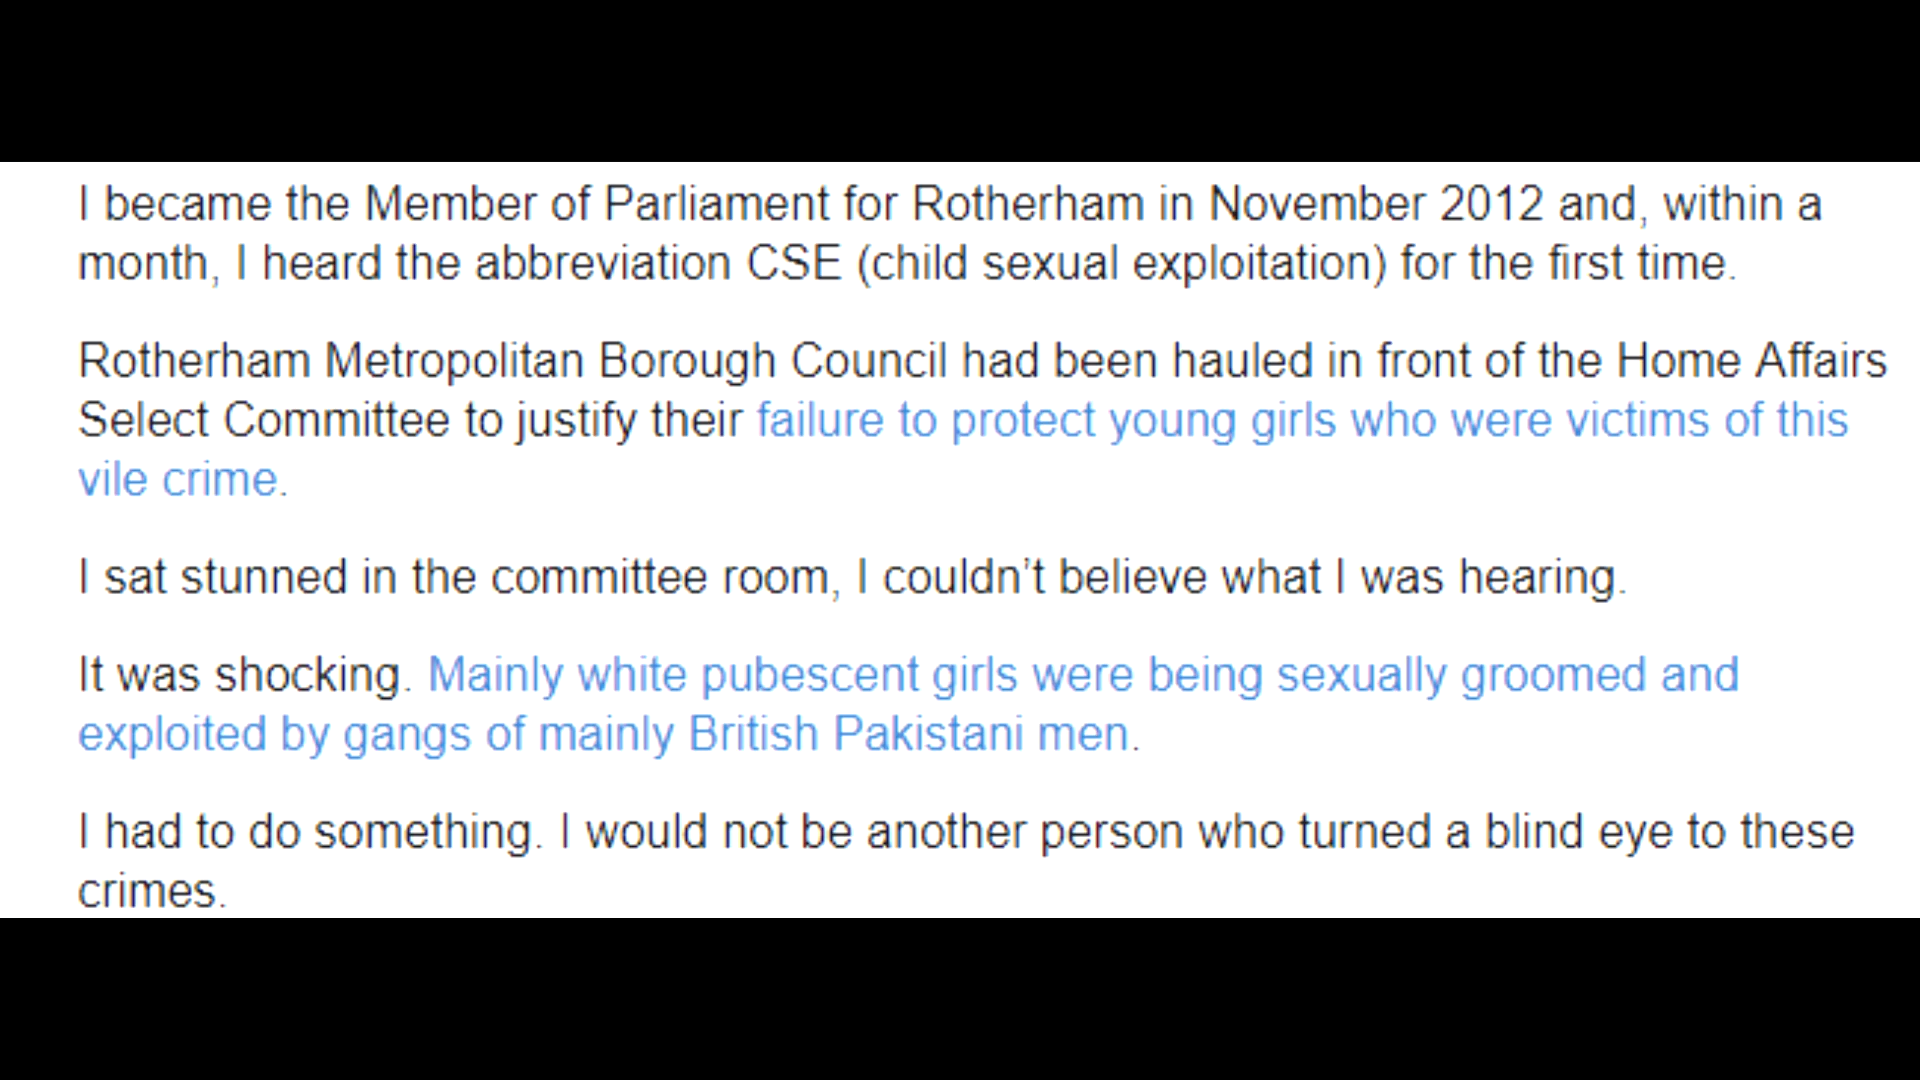 I became the Member of Parliament for Rotherham in November 2012 and, within a
month, I heard the abbreviation CSE (child sexual exploitation) for the first time.
Rotherham Metropolitan Borough Council had been hauled in front of the Home Affairs
Select Committee to justify their failure to protect young girls who were victims of this
vile crime.
I sat stunned in the committee room, I couldn’t believe what I was hearing.
It was shocking. Mainly white pubescent girls were being sexually groomed and
exploited by gangs of mainly British Pakistani men.
I had to do something. I would not be another person who turned a blind eye to these
crimes.